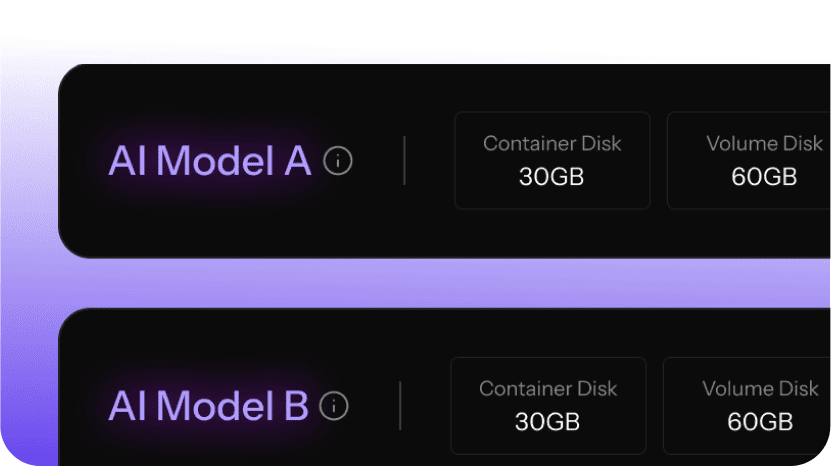 AI Model A
Container Disk
30GB
Volume Disk
60GB
AI Model B
Container Disk
30GB
Volume Disk
60GB